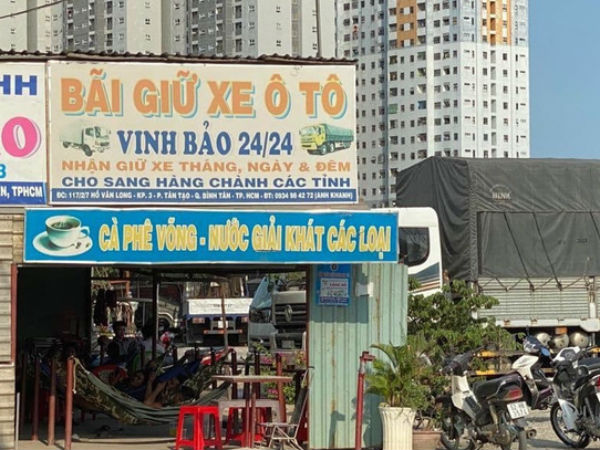 HH
O
3
N, TPHCM
BÃI GIỮ XE Ô TÔ
VINH BẢO 24/24
NHẬN GIỮ XE THÁNG, NGÀY & ĐÊM
CHO SANG HÀNG CHÀNH CÁC TỈNH
ĐC: 117/2/7 HỒ VĂN LONG - KP. 3 - P. TÂN TẠO - Q. BÌNH TÂN - TP. HCM - ĐT: 0934 98 42 72 (ANH KHANH)
CÀ PHÊ VÕNG - NƯỚC GIẢI KHÁT CÁC LOẠI